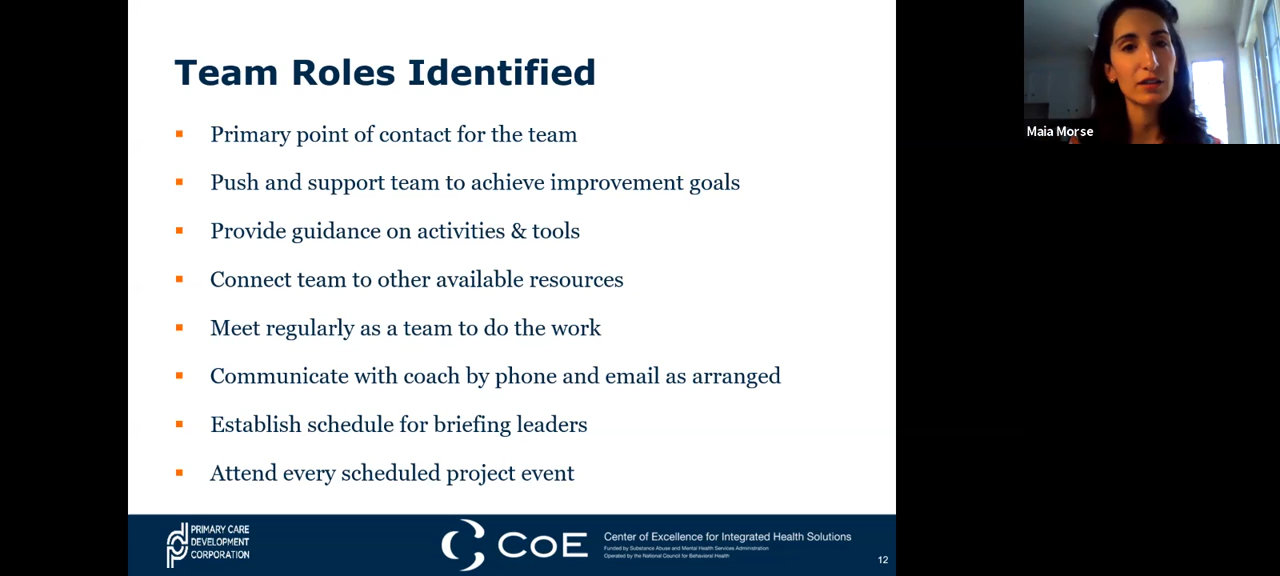 Team Roles Identified
Primary point of contact for the team
Push and support team to achieve improvement goals
Provide guidance on activities & tools
Connect team to other available resources
Meet regularly as a team to do the work
Communicate with coach by phone and email as arranged
Establish schedule for briefing leaders
Attend every scheduled project event
PRIMARY CARE
DEVELOPMENT
CORPORATION
CoE
Center of Excellence for Integrated Health Solutions
Funded by Substance Abuse and Mental Health Services Administration
Operated by the National Council for Behavioral Health
12
Maia Morse